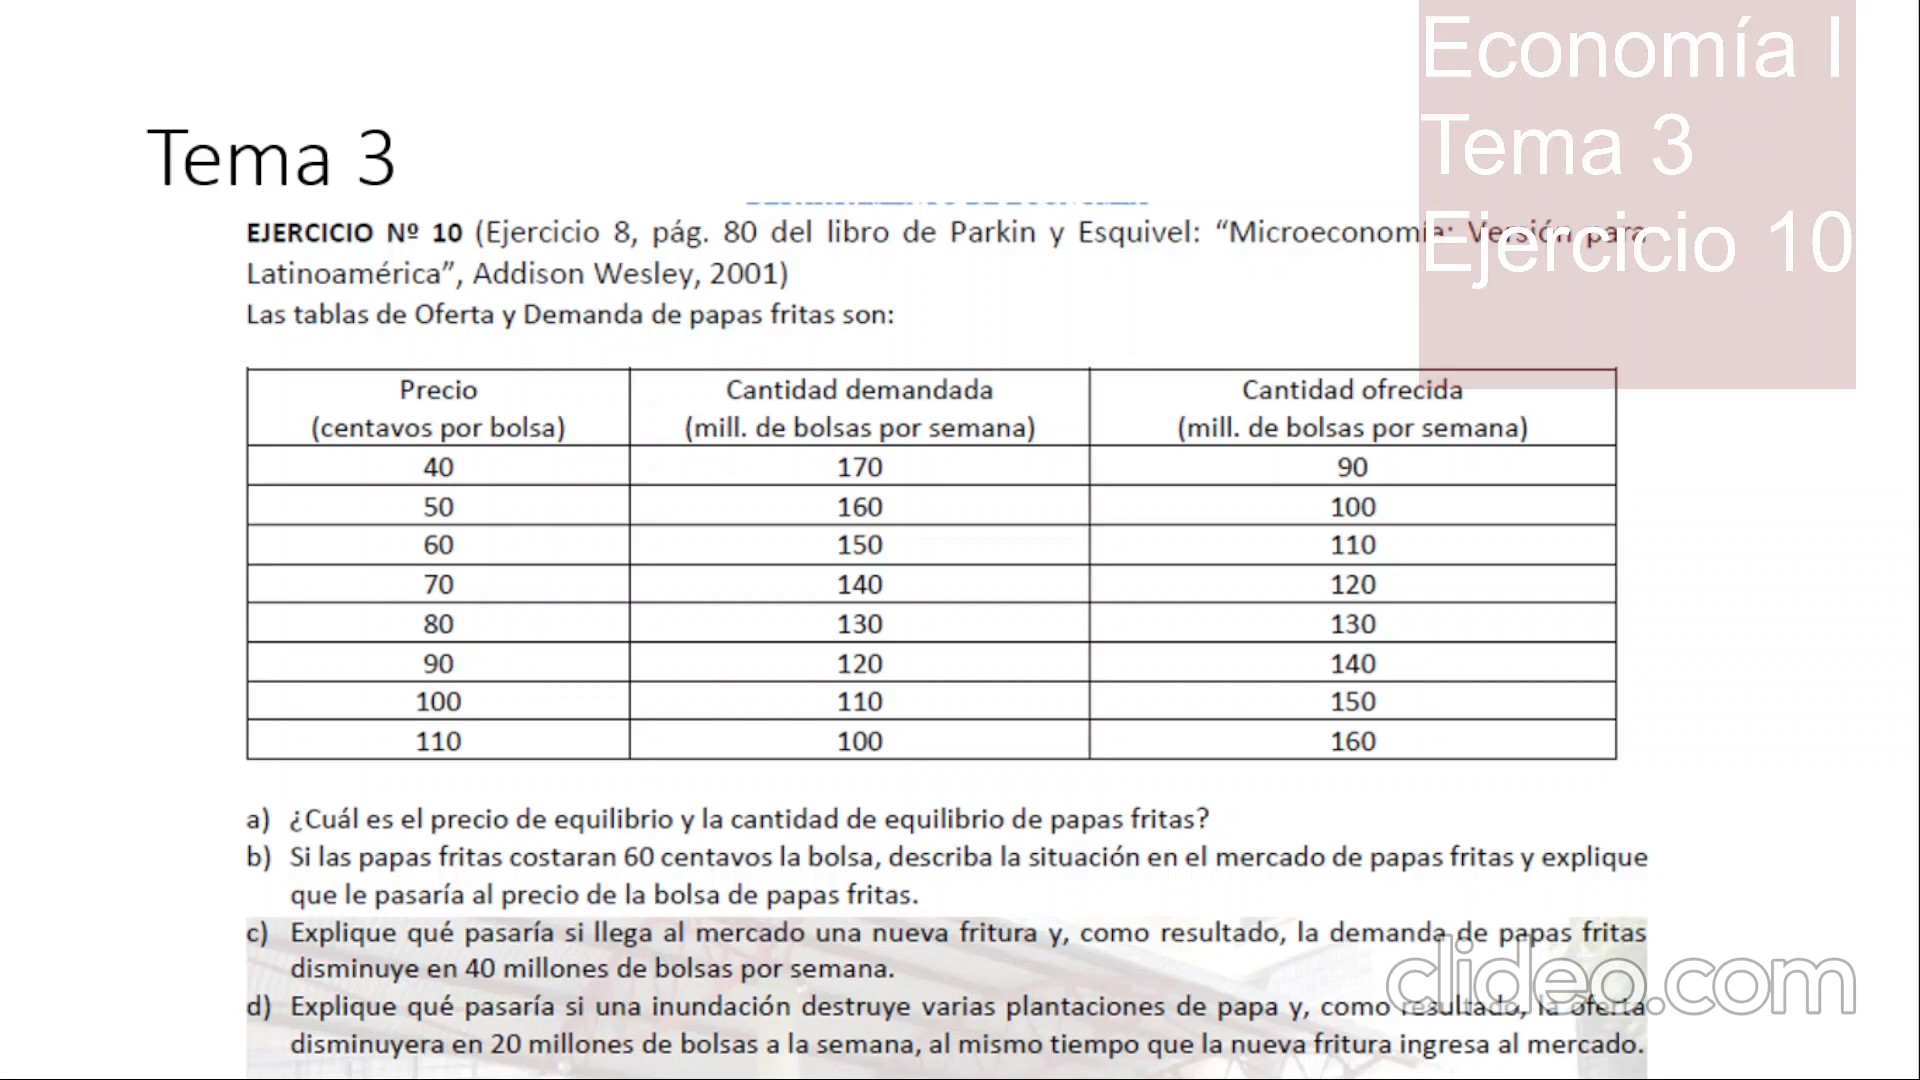 Economía I
Tema 3
Ejercicio 10
Tema 3
EJERCICIO Nº 10 (Ejercicio 8, pág. 80 del libro de Parkin y Esquivel: “Microeconomía: Versión para
Latinoamérica”, Addison Wesley, 2001)
Las tablas de Oferta y Demanda de papas fritas son:
Precio Cantidad demandada Cantidad ofrecida
(centavos por bolsa) (mill. de bolsas por semana) (mill. de bolsas por semana)
40 170 90
50 160 100
60 150 110
70 140 120
80 130 130
90 120 140
100 110 150
110 100 160
a) ¿Cuál es el precio de equilibrio y la cantidad de equilibrio de papas fritas?
b) Si las papas fritas costaran 60 centavos la bolsa, describa la situación en el mercado de papas fritas y explique
que le pasaría al precio de la bolsa de papas fritas.
c) Explique qué pasaría si llega al mercado una nueva fritura y, como resultado, la demanda de papas fritas
disminuye en 40 millones de bolsas por semana.
d) Explique qué pasaría si una inundación destruye varias plantaciones de papa y, como resultado, la oferta
disminuyera en 20 millones de bolsas a la semana, al mismo tiempo que la nueva fritura ingresa al mercado.
clideo.com